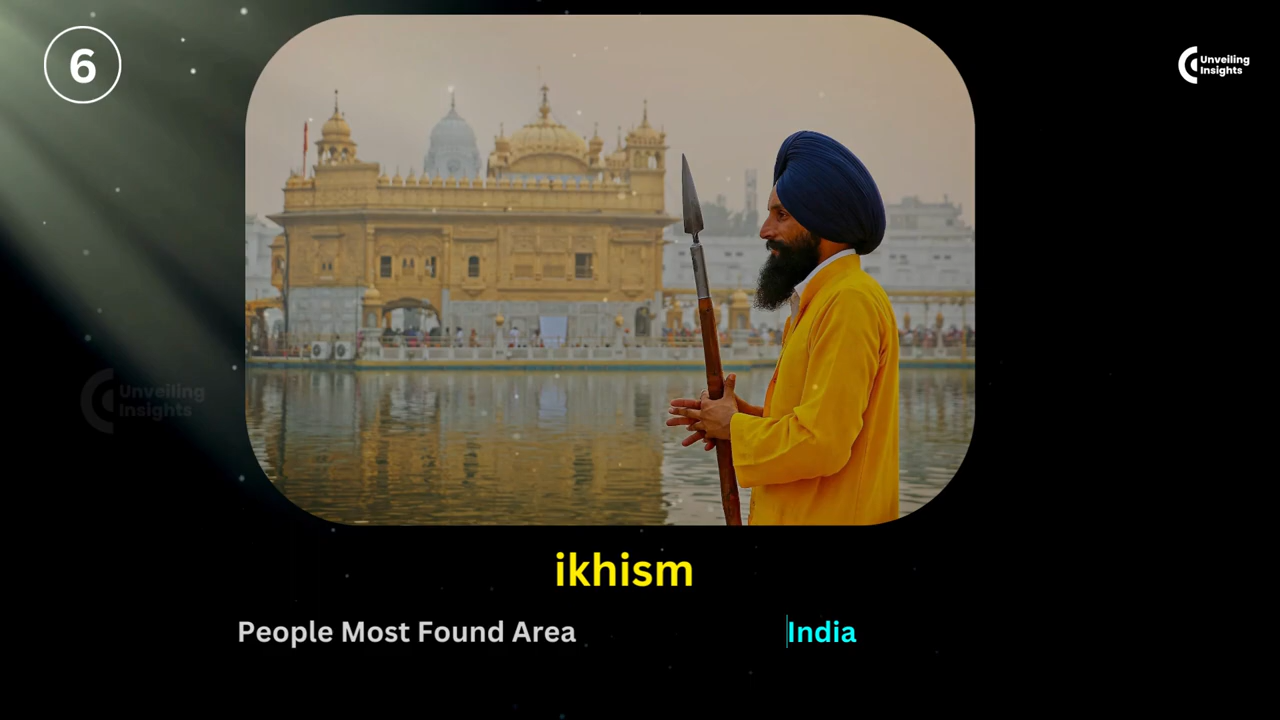 6
Unveiling
Insights
Unveiling
Insights
ikhism
People Most Found Area
India